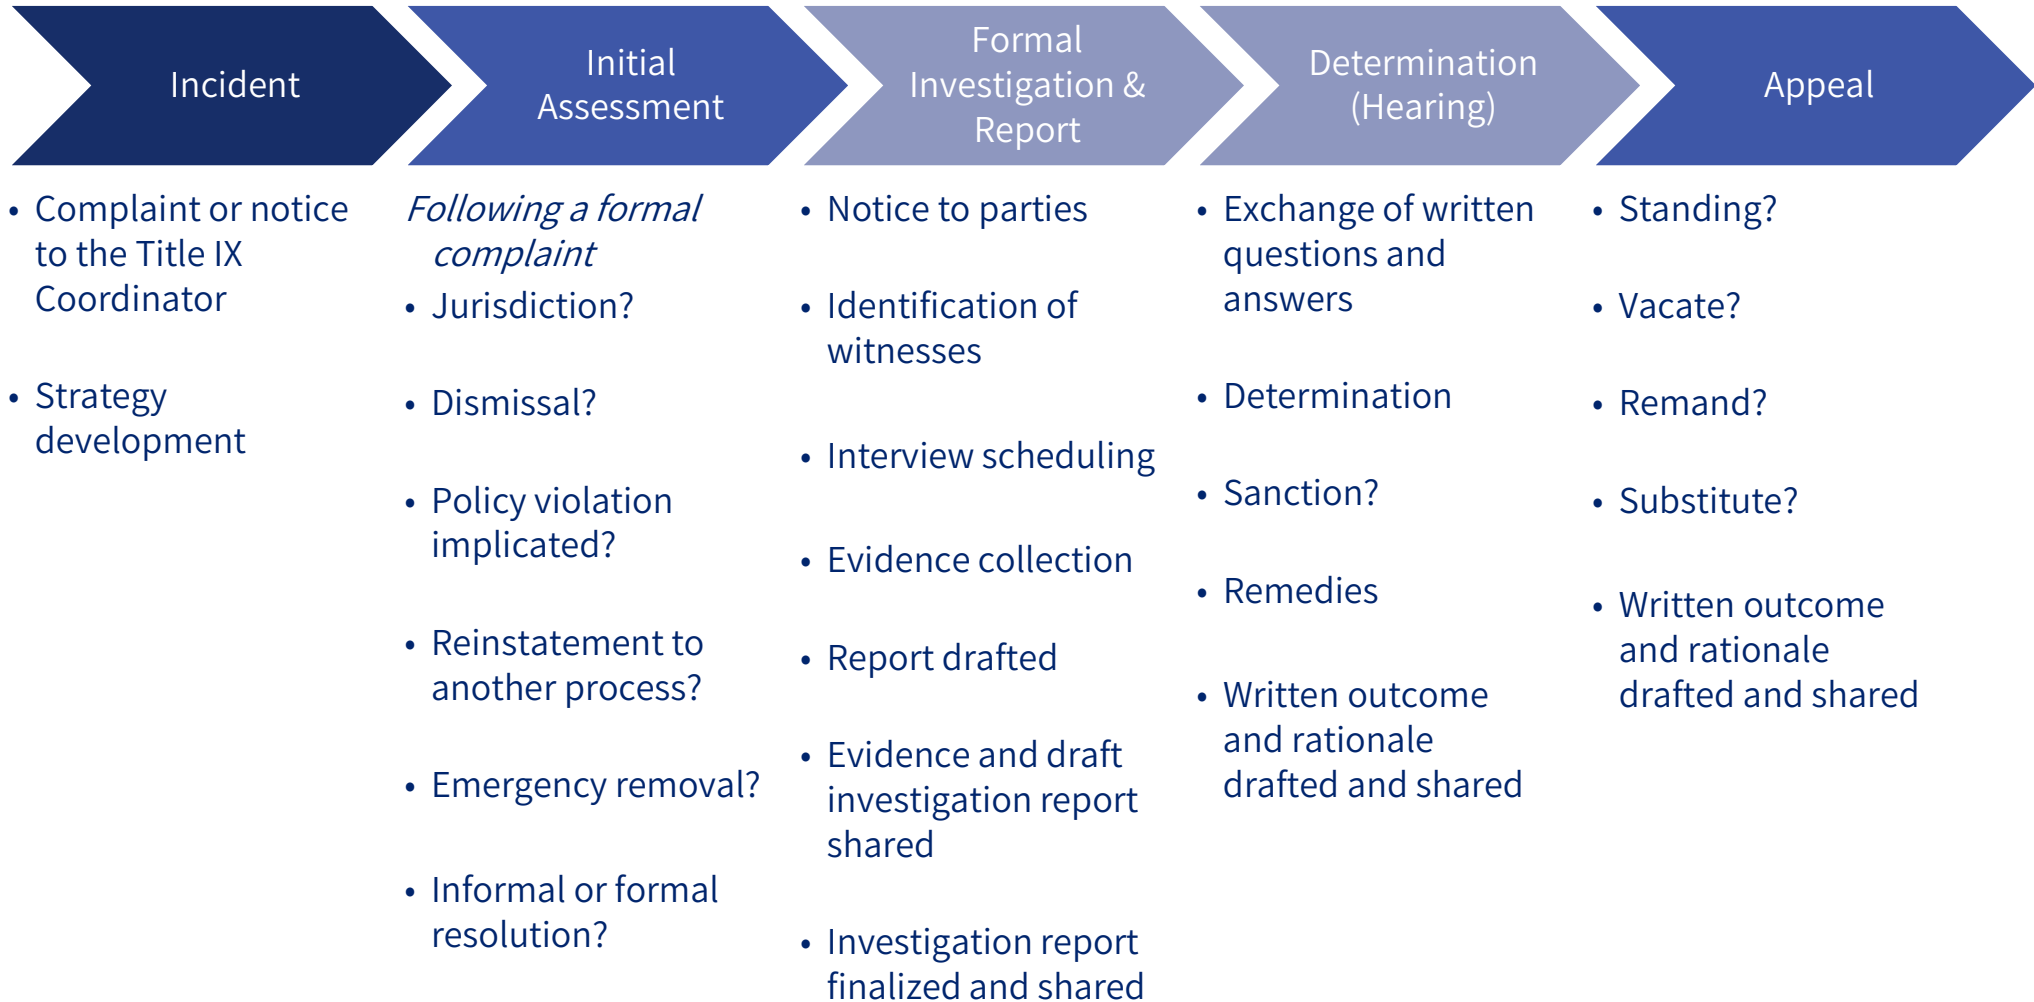 Incident
Initial
Assessment
Formal
Investigation &
Report
Determination
(Hearing)
Appeal
• Complaint or notice
to the Title IX
Coordinator
• Strategy
development
Following a formal
complaint
• Jurisdiction?
• Dismissal?
• Policy violation
implicated?
• Reinstatement to
another process?
• Emergency removal?
• Informal or formal
resolution?
• Notice to parties
• Identification of
witnesses
• Interview scheduling
• Evidence collection
• Report drafted
• Evidence and draft
investigation report
shared
• Investigation report
finalized and shared
• Exchange of written
questions and
answers
• Determination
• Sanction?
• Remedies
• Written outcome
and rationale
drafted and shared
• Standing?
• Vacate?
• Remand?
• Substitute?
• Written outcome
and rationale
drafted and shared